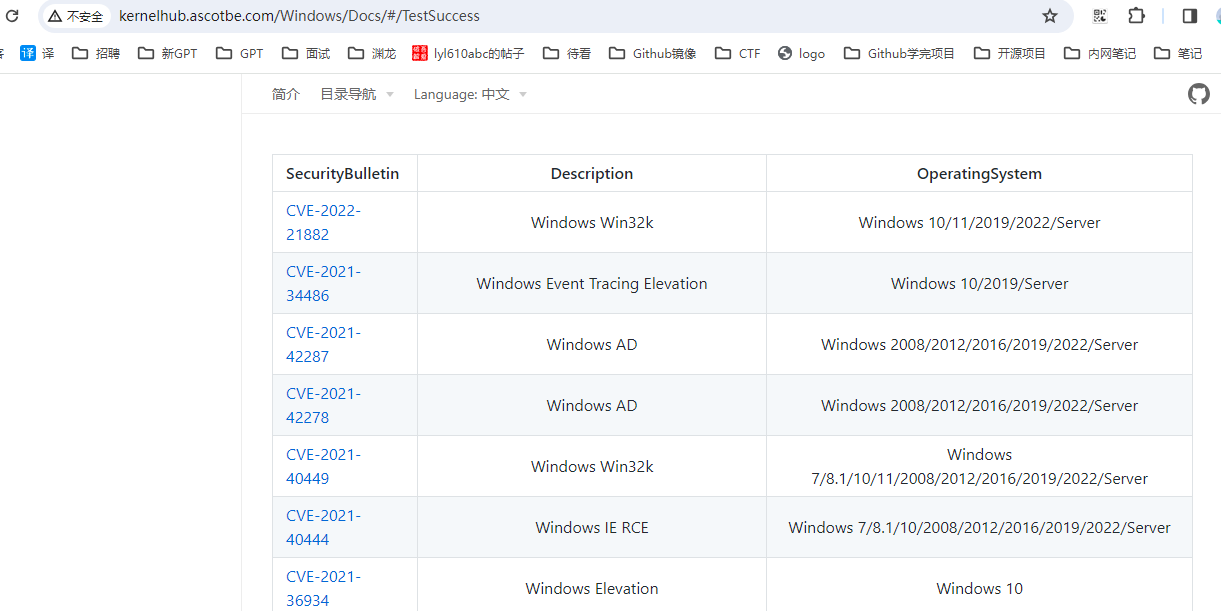 不安全 kernelhub.ascotbe.com/Windows/Docs/#/TestSuccess
译 译 招聘 新GPT GPT 面试 渊龙 lyl610abc的帖子 待看 Github镜像 CTF logo Github学完项目 开源项目 内网笔记 笔记
简介 目录导航 Language: 中文
SecurityBulletin Description OperatingSystem
CVE-2022-
21882
Windows Win32k
Windows 10/11/2019/2022/Server
CVE-2021-
34486
Windows Event Tracing Elevation
Windows 10/2019/Server
CVE-2021-
42287
Windows AD
Windows 2008/2012/2016/2019/2022/Server
CVE-2021-
42278
Windows AD
Windows 2008/2012/2016/2019/2022/Server
CVE-2021-
40449
Windows Win32k
Windows
7/8.1/10/11/2008/2012/2016/2019/2022/Server
CVE-2021-
40444
Windows IE RCE
Windows 7/8.1/10/2008/2012/2016/2019/2022/Server
CVE-2021-
36934
Windows Elevation
Windows 10